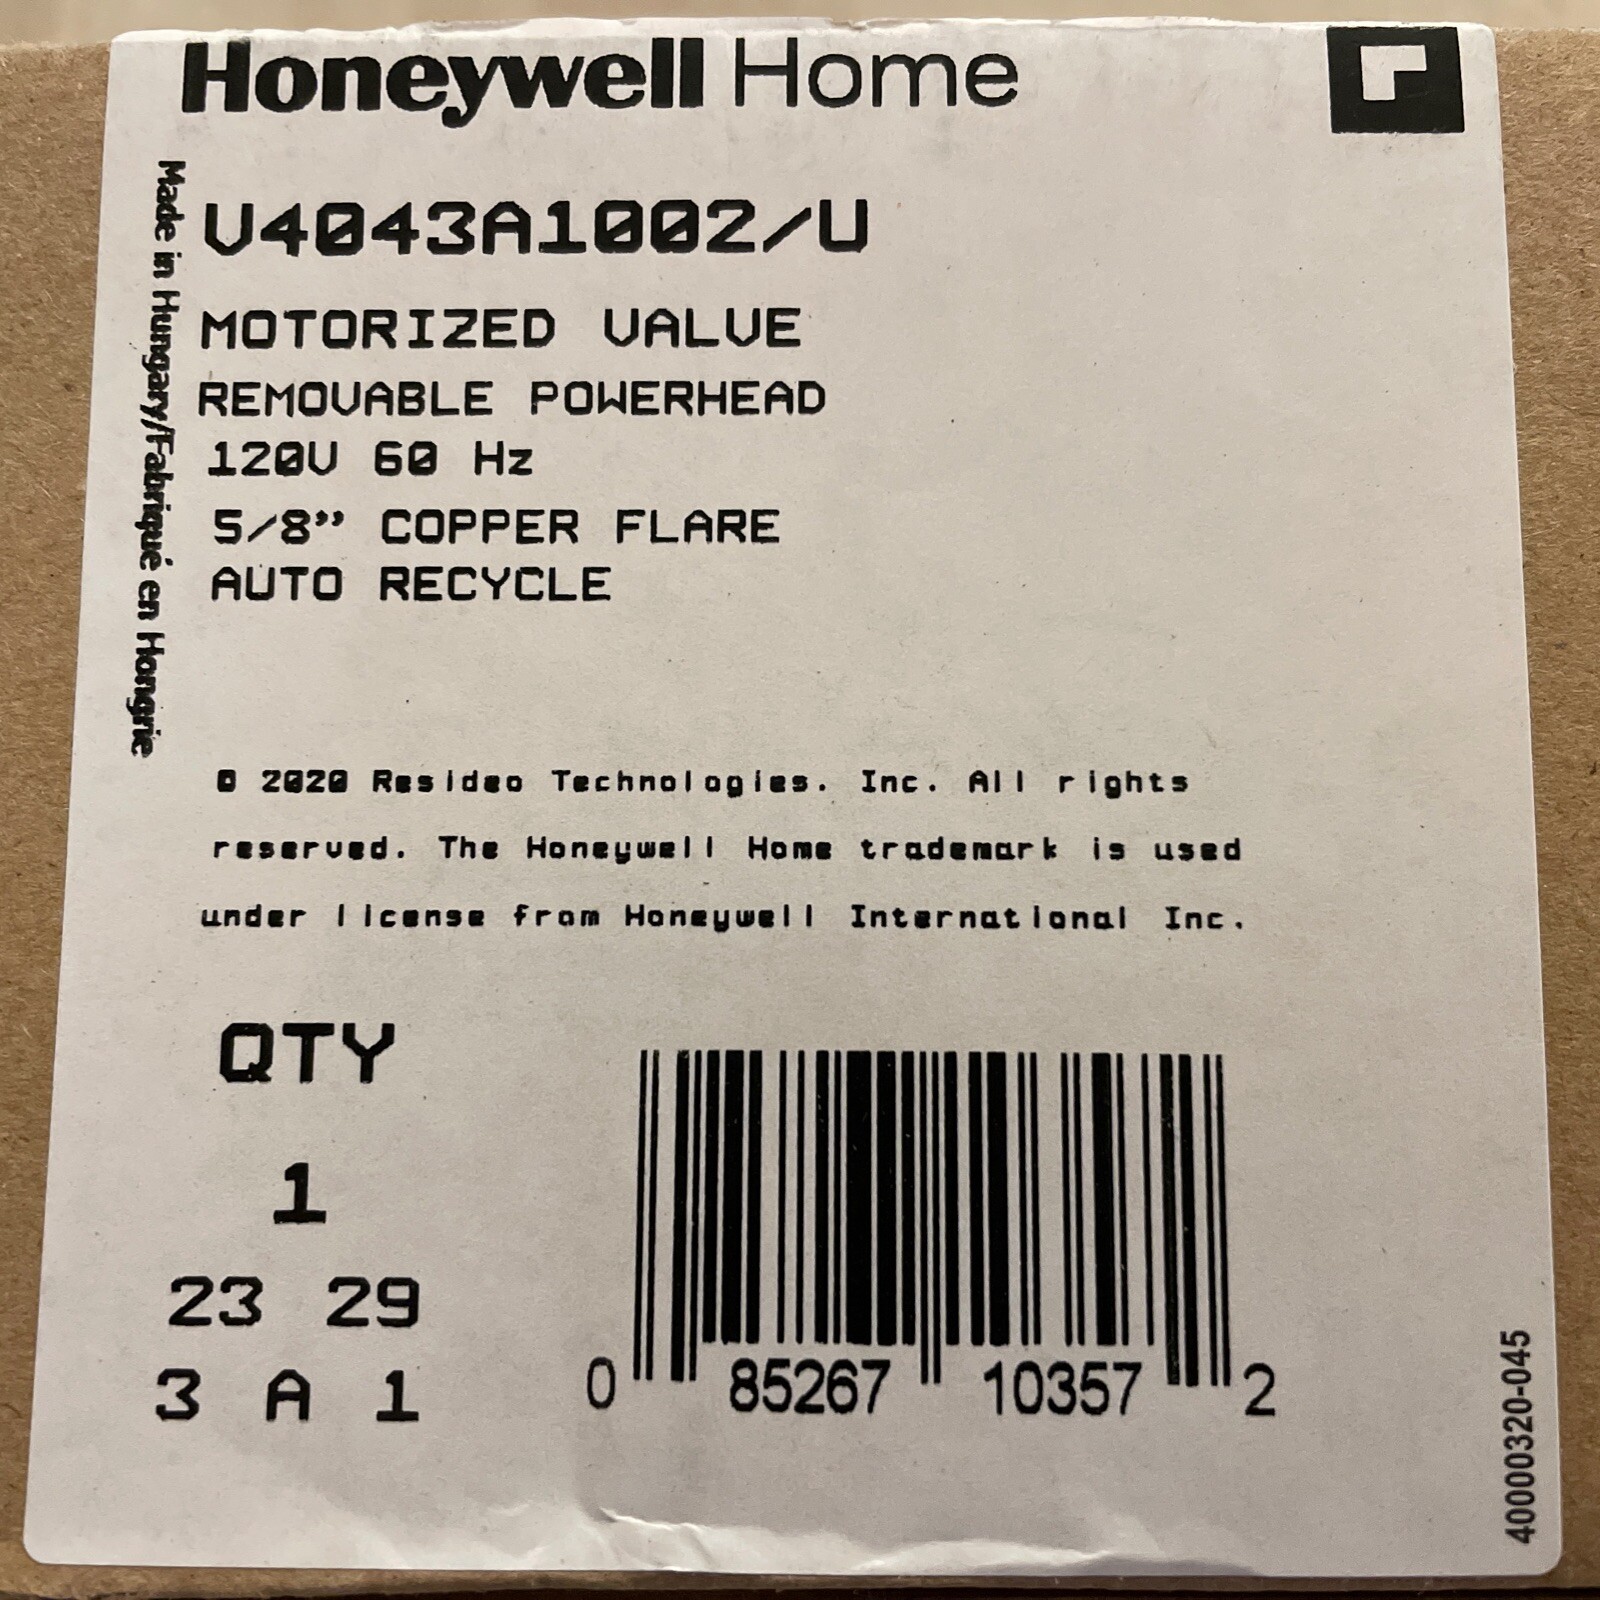 Honeywell Home
Made in Hungary/Fabriqué en Hongrie
V4043A1002/U
MOTORIZED VALVE
REMOVABLE POWERHEAD
120V 60 Hz
5/8" COPPER FLARE
AUTO RECYCLE
© 2020 Resideo Technologies. Inc. All rights
reserved. The Honeywell Home trademark is used
under license from Honeywell International Inc.
QTY
1
23 29
3 A 1
0 85267 10357 2
40000320-045